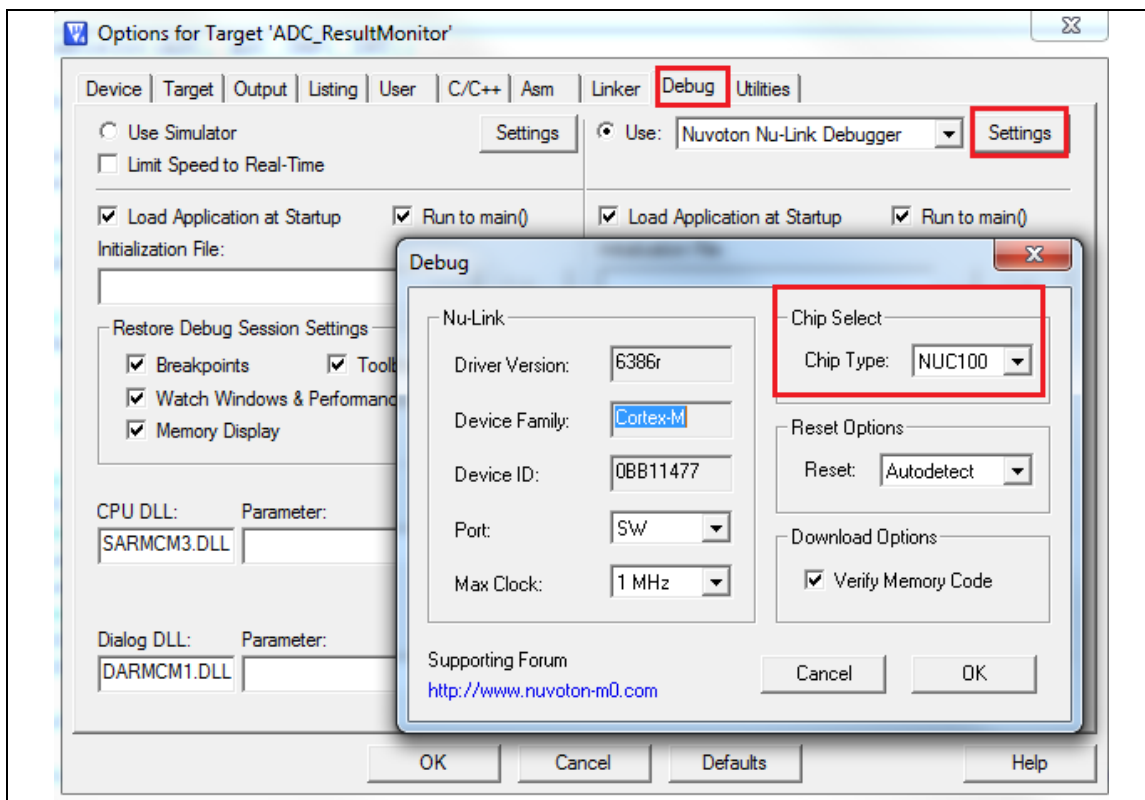 Options for Target 'ADC_ResultMonitor'
Device Target Output Listing User C/C++ Asm Linker Debug Utilities
Use Simulator Settings Use: Nuvoton Nu-Link Debugger Settings
Limit Speed to Real-Time
Load Application at Startup Run to main() Load Application at Startup Run to main()
Initialization File:
Debug
Restore Debug Session Settings
Breakpoints Toolb
Watch Windows & Performanc
Memory Display
CPU DLL: Parameter:
SARMCM3.DLL
Dialog DLL: Parameter:
DARMCM1.DLL
Nu-Link
Driver Version: 6386r
Device Family: Cortex-M
Device ID: 0BB11477
Port: SW
Max Clock: 1 MHz
Chip Select
Chip Type: NUC100
Reset Options
Reset: Autodetect
Download Options
Verify Memory Code
Supporting Forum
http://www.nuvoton-m0.com
Cancel OK
OK Cancel Defaults Help